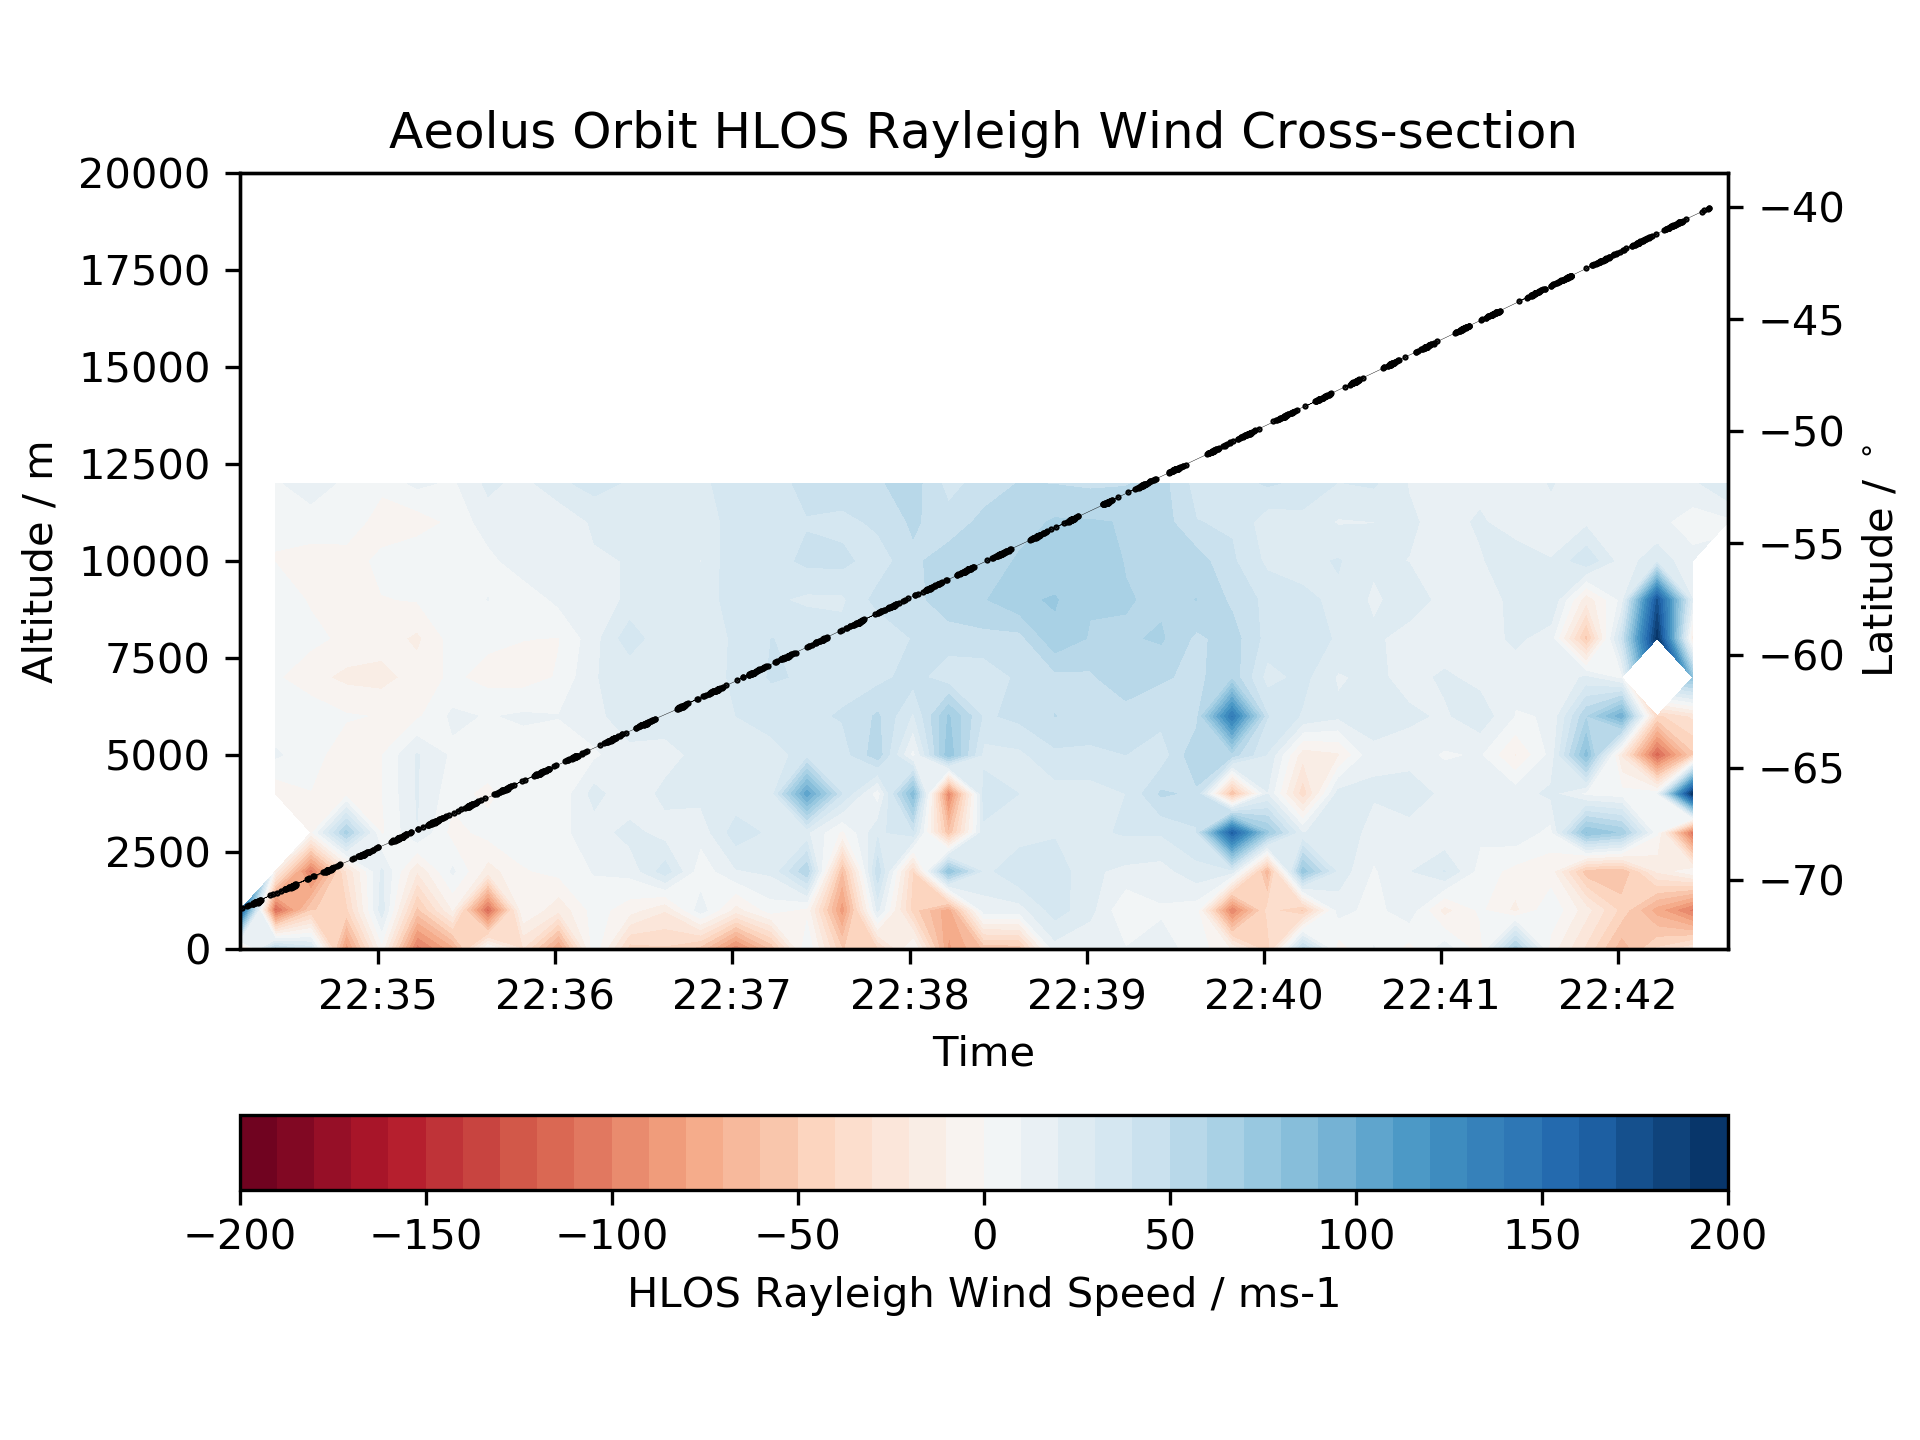 Aeolus Orbit HLOS Rayleigh Wind Cross-section
20000
17500
15000
12500
10000
7500
5000
2500
0
Altitude / m
−40
−45
−50
−55
−60
−65
−70
Latitude / °
22:35 22:36 22:37 22:38 22:39 22:40 22:41 22:42
Time
−200 −150 −100 −50 0 50 100 150 200
HLOS Rayleigh Wind Speed / ms-1